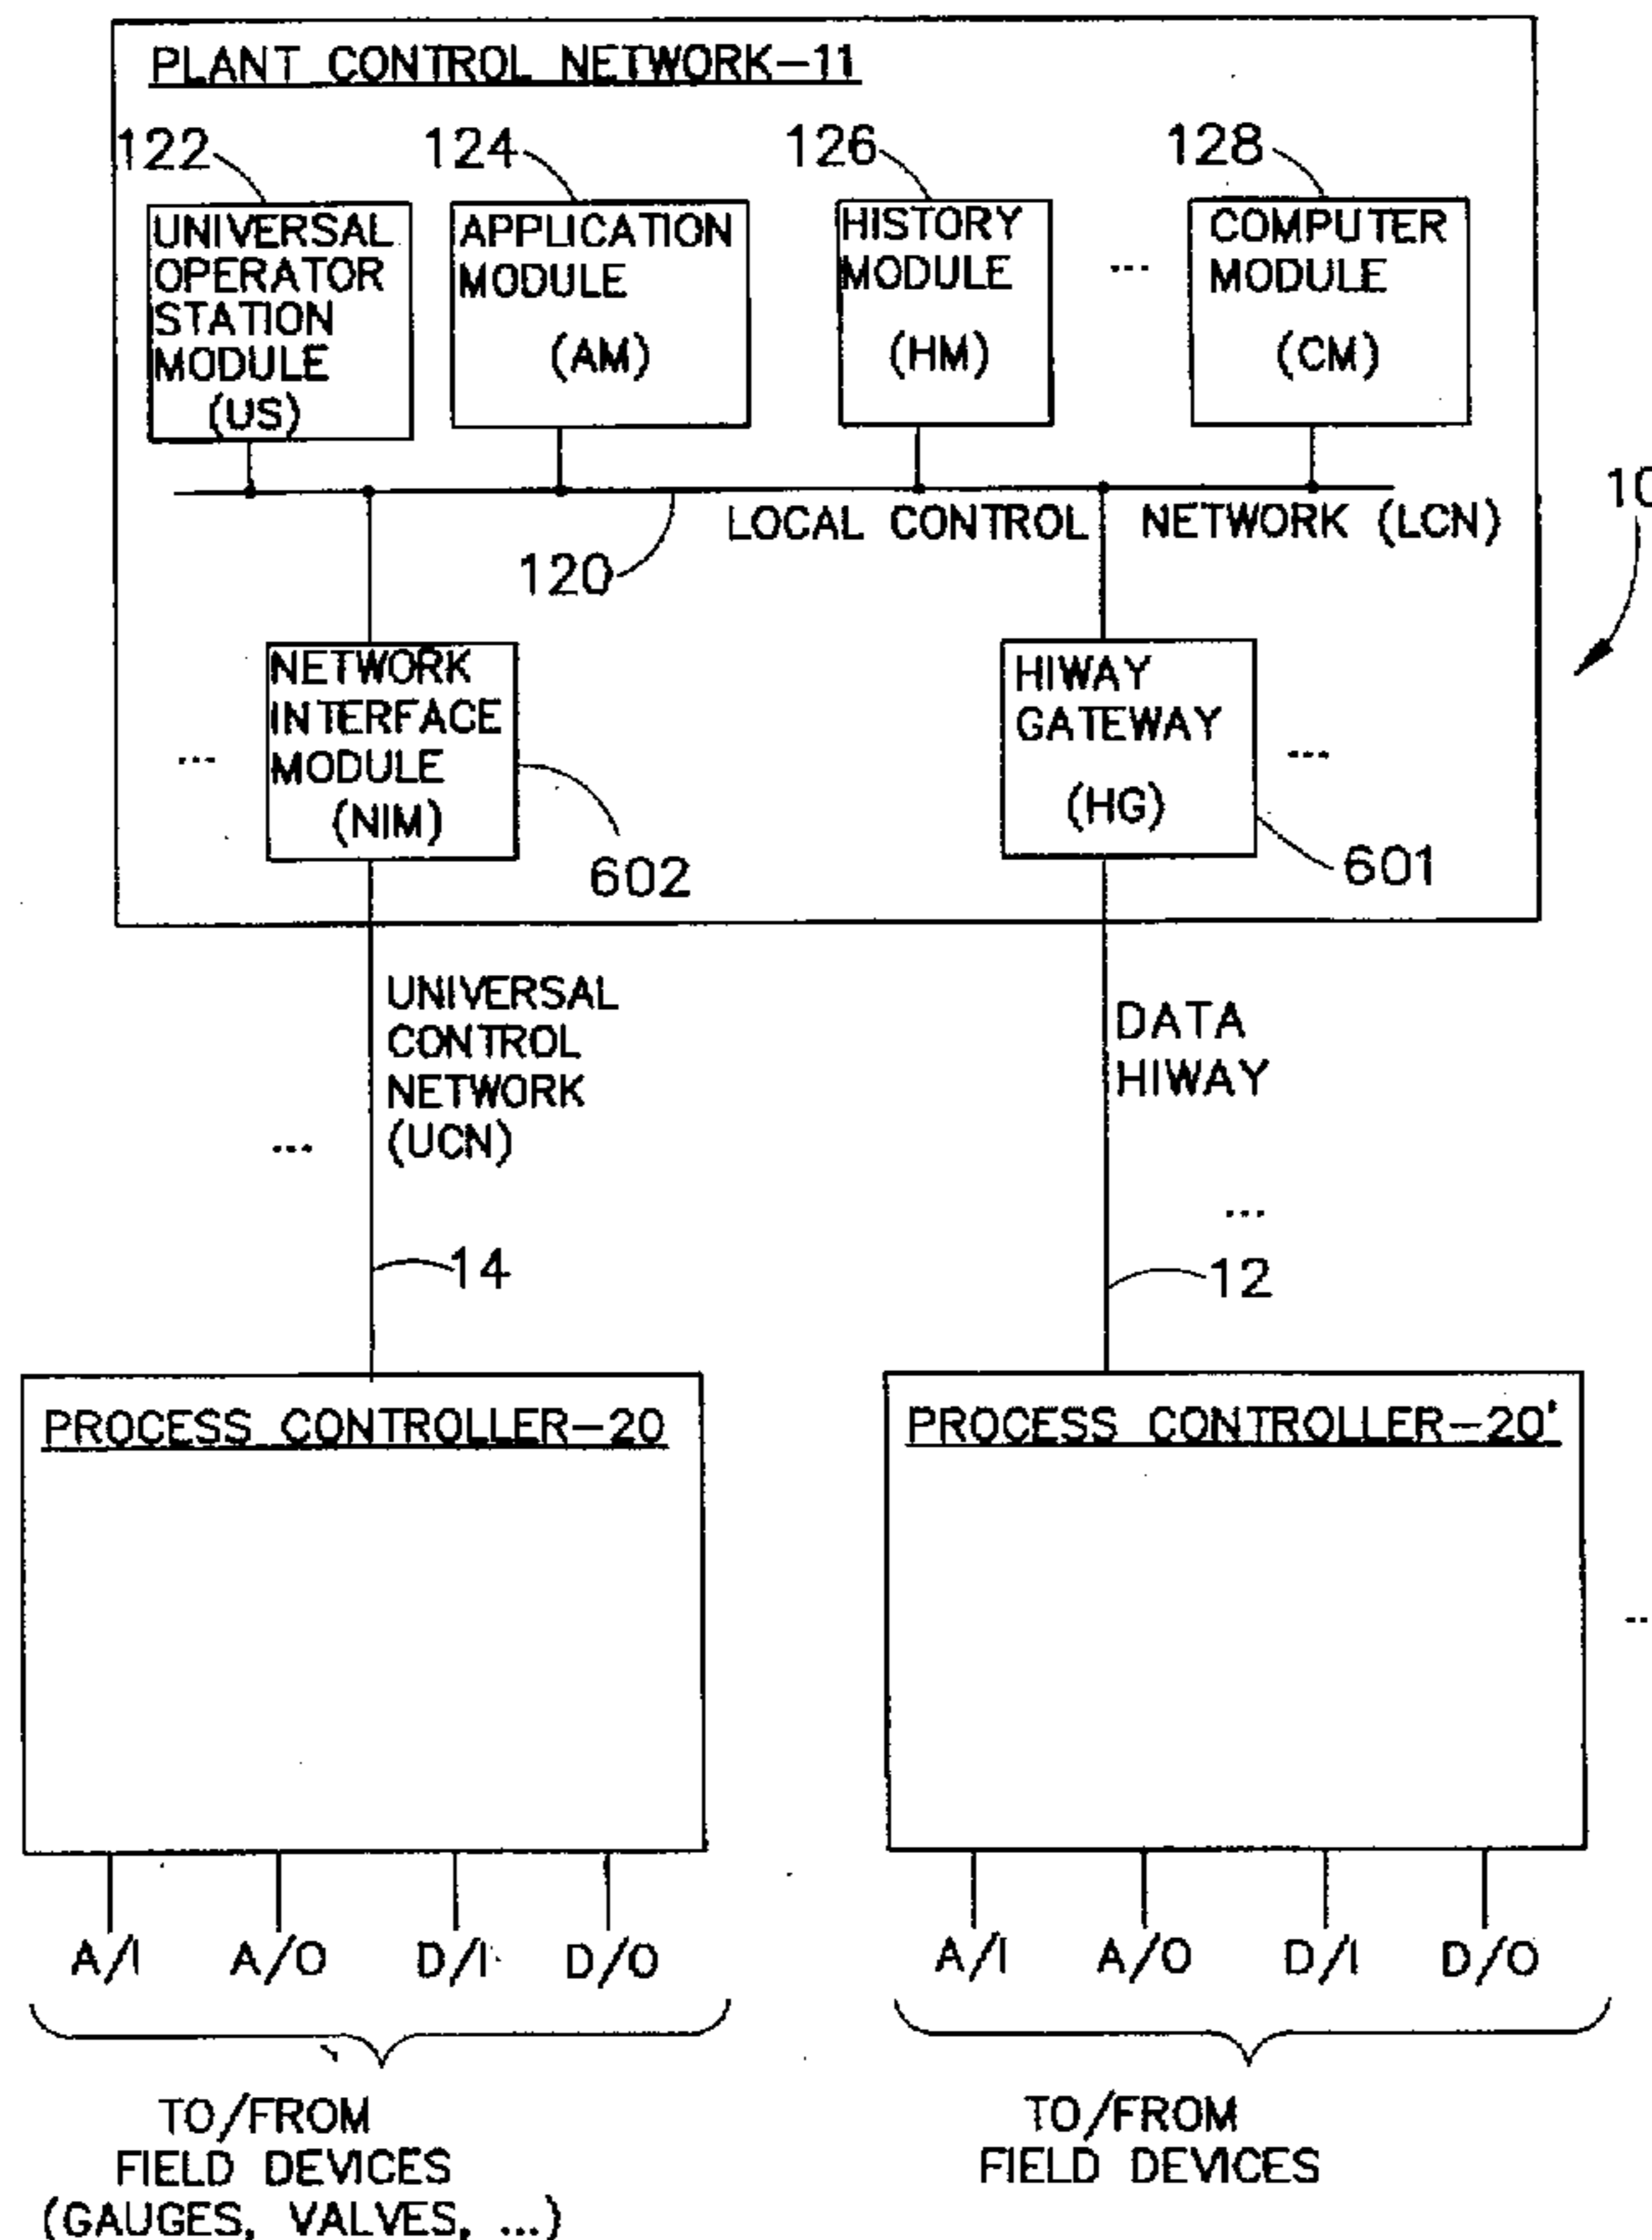 PLANT CONTROL NETWORK-11
122
124
126
128
UNIVERSAL
OPERATOR
STATION
MODULE
(US)
APPLICATION
MODULE
(AM)
HISTORY
MODULE
(HM)
...
COMPUTER
MODULE
(CM)
LOCAL CONTROL NETWORK (LCN)
120
10
NETWORK
INTERFACE
MODULE
(NIM)
...
602
HIWAY
GATEWAY
(HG)
...
601
UNIVERSAL
CONTROL
NETWORK
(UCN)
...
DATA
HIWAY
...
14
12
PROCESS CONTROLLER-20
PROCESS CONTROLLER-20'
...
A/I A/O D/I D/O
A/I A/O D/I D/O
TO/FROM
FIELD DEVICES
(GAUGES, VALVES, ...)
TO/FROM
FIELD DEVICES